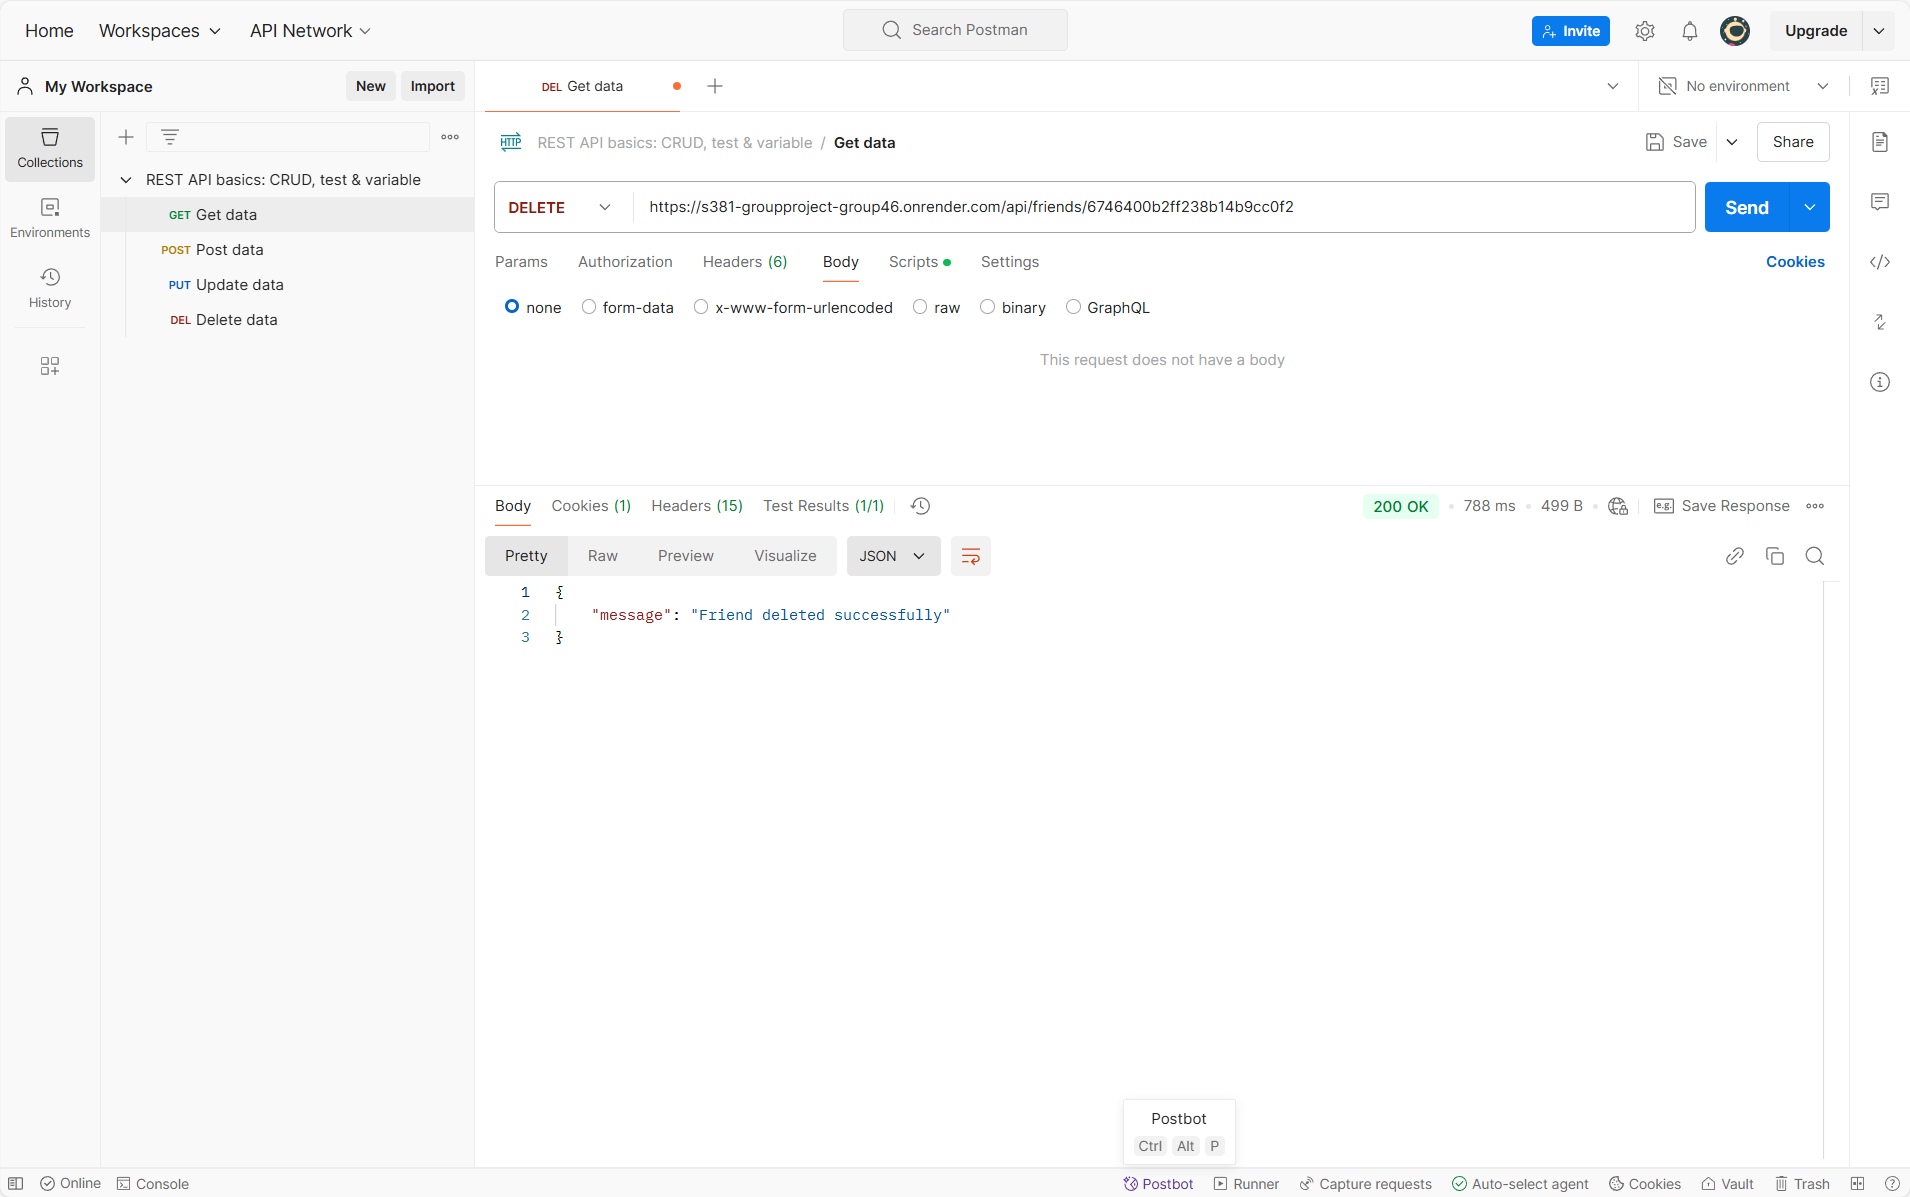 Home Workspaces API Network Search Postman Invite Upgrade
My Workspace New Import DEL Get data No environment
Collections
Environments
History
REST API basics: CRUD, test & variable
GET Get data
POST Post data
PUT Update data
DEL Delete data
HTTP REST API basics: CRUD, test & variable / Get data Save Share
DELETE https://s381-groupproject-group46.onrender.com/api/friends/6746400b2ff238b14b9cc0f2 Send
Params Authorization Headers (6) Body Scripts Settings Cookies
none form-data x-www-form-urlencoded raw binary GraphQL
This request does not have a body
Body Cookies (1) Headers (15) Test Results (1/1) 200 OK 788 ms 499 B e.g. Save Response
Pretty Raw Preview Visualize JSON
1 {
2 "message": "Friend deleted successfully"
3 }
Postbot
Ctrl Alt P
Online Console Postbot Runner Capture requests Auto-select agent Cookies Vault Trash